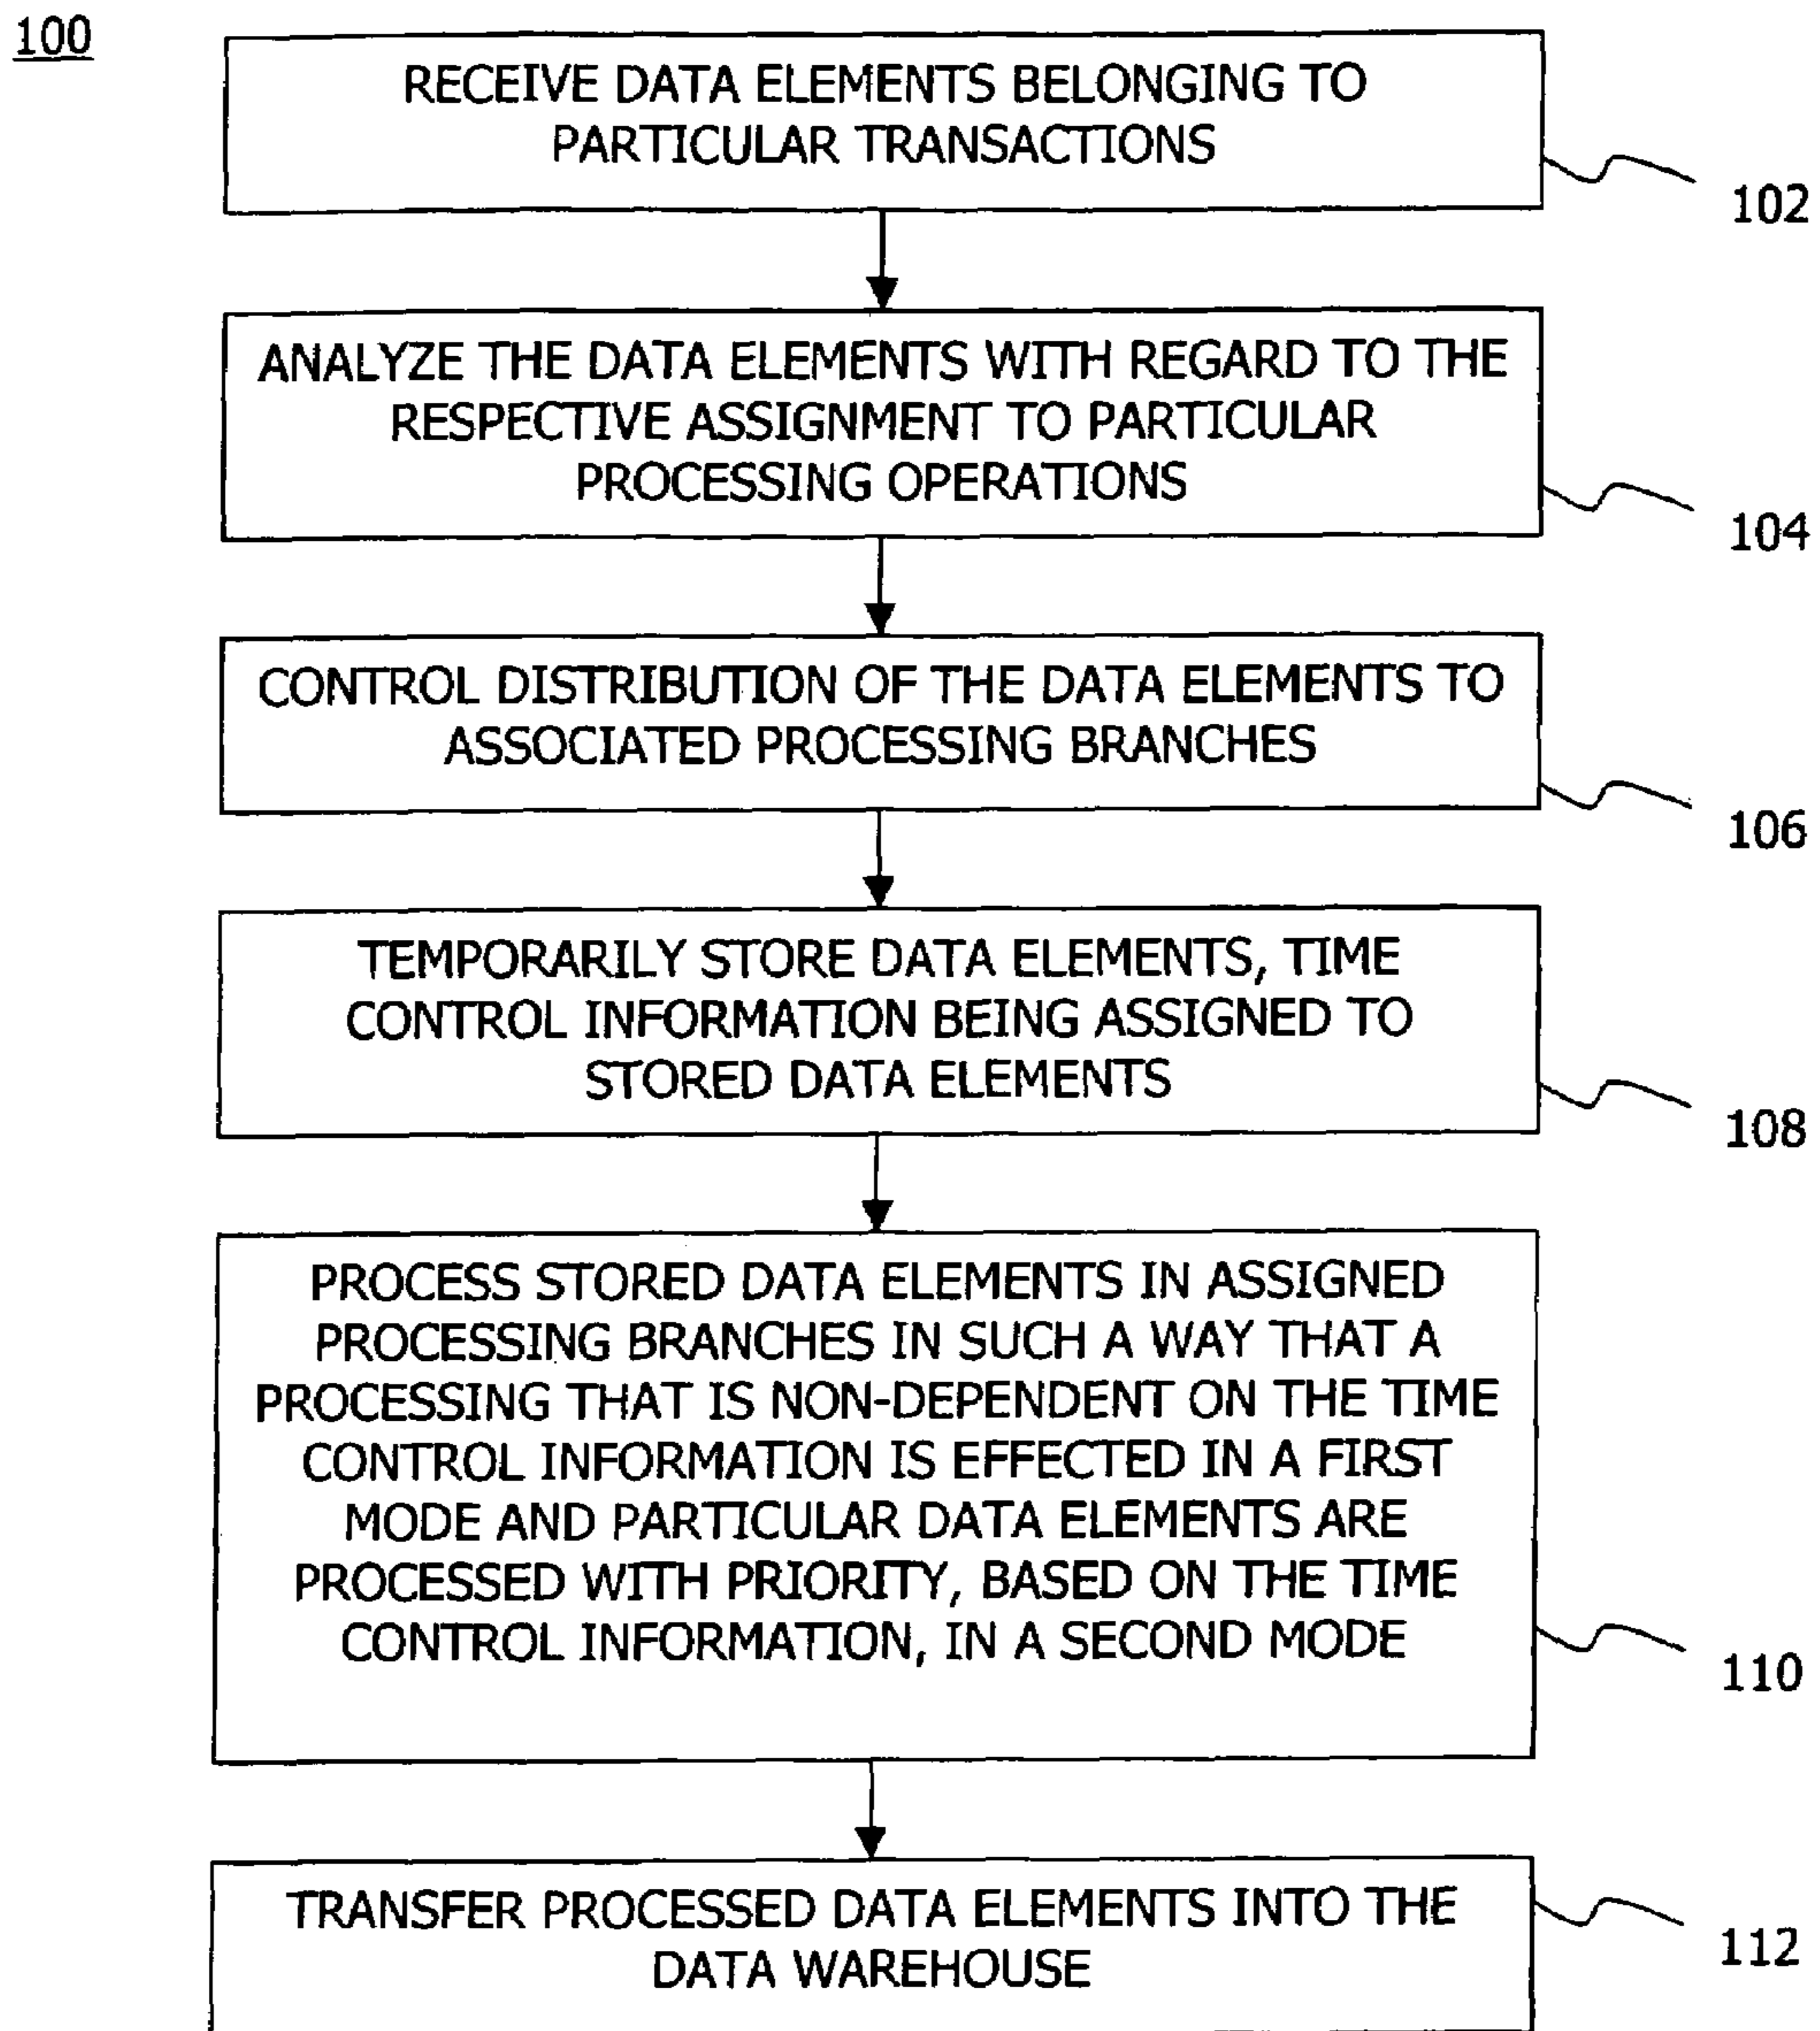 100
RECEIVE DATA ELEMENTS BELONGING TO
PARTICULAR TRANSACTIONS
102
ANALYZE THE DATA ELEMENTS WITH REGARD TO THE
RESPECTIVE ASSIGNMENT TO PARTICULAR
PROCESSING OPERATIONS
104
CONTROL DISTRIBUTION OF THE DATA ELEMENTS TO
ASSOCIATED PROCESSING BRANCHES
106
TEMPORARILY STORE DATA ELEMENTS, TIME
CONTROL INFORMATION BEING ASSIGNED TO
STORED DATA ELEMENTS
108
PROCESS STORED DATA ELEMENTS IN ASSIGNED
PROCESSING BRANCHES IN SUCH A WAY THAT A
PROCESSING THAT IS NON-DEPENDENT ON THE TIME
CONTROL INFORMATION IS EFFECTED IN A FIRST
MODE AND PARTICULAR DATA ELEMENTS ARE
PROCESSED WITH PRIORITY, BASED ON THE TIME
CONTROL INFORMATION, IN A SECOND MODE
110
TRANSFER PROCESSED DATA ELEMENTS INTO THE
DATA WAREHOUSE
112